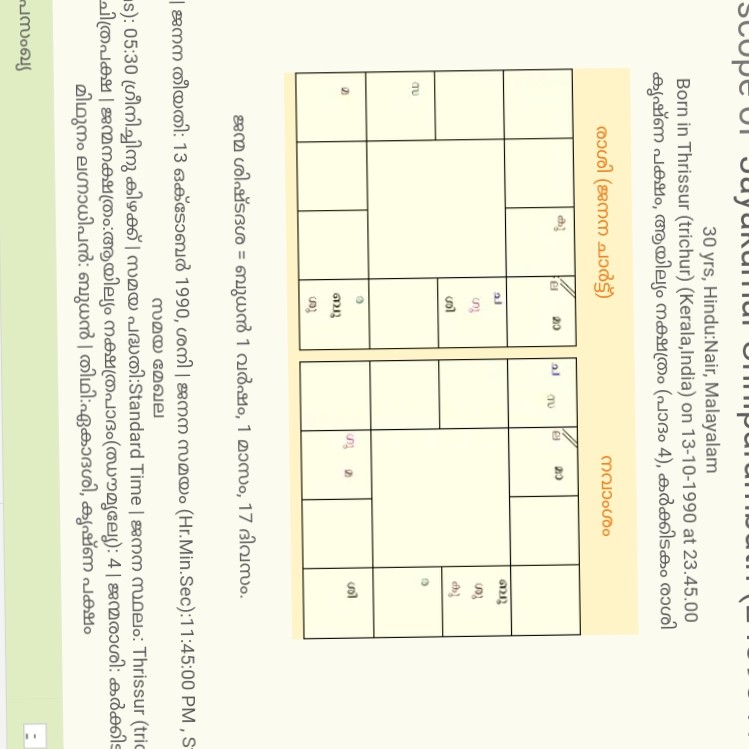 scope of Jayakumar
30 yrs, Hindu:Nair, Malayalam
Born in Thrissur (trichur) (Kerala,India) on 13-10-1990 at 23.45.00
കൃഷ്ണ പക്ഷം, ആയില്യം നക്ഷത്രം (പാദം 4), കർക്കിടകം രാശി
രാശി (ജനന ചാർട്ട്)
കു
ല
മാ
ച
ഗു
ശി
സ
മ
ര
ബു
ശു
നവാംശം
ച
സ
ല
മാ
ബു
ശു
കു
ര
ഗു
മ
ശി
ജന്മ ശിഷ്ടദശ = ബുധൻ 1 വർഷം, 1 മാസം, 17 ദിവസം.
| ജനന തീയതി: 13 ഒക്ടോബർ 1990, ശനി | ജനന സമയം (Hr.Min.Sec):11:45:00 PM , S
സമയ മേഖല
s): 05:30 ഗ്രീനിച്ചിനു കിഴക്ക് | സമയ പദ്ധതി:Standard Time | ജനന സ്ഥലം: Thrissur (tric
ചിത്രപക്ഷ | ജന്മനക്ഷത്രം:ആയില്യം നക്ഷത്രപാദം(ഡൗമൂല്യേ): 4 | ജന്മരാശി: കർക്കിട
മിഥുനം ലഗ്നാധിപൻ: ബുധൻ | തിഥി:ഏകാദശി, കൃഷ്ണ പക്ഷം
പസംഖ്യ